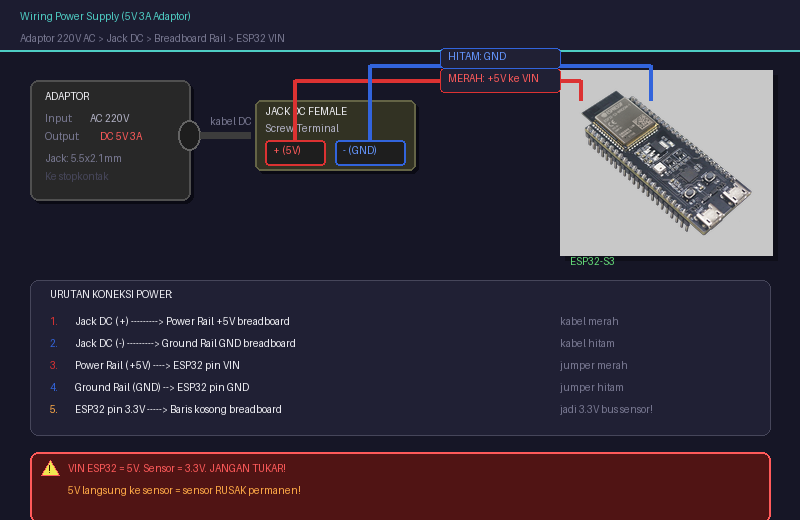 Wiring Power Supply (5V 3A Adaptor)
Adaptor 220V AC > Jack DC > Breadboard Rail > ESP32 VIN
HITAM: GND
MERAH: +5V ke VIN
ADAPTOR
Input AC 220V
Output DC 5V 3A
Jack: 5.5x2.1mm
Ke stopkontak
kabel DC
JACK DC FEMALE
Screw Terminal
+ (5V)
- (GND)
ESP32-S3
URUTAN KONEKSI POWER:
1. Jack DC (+) ---------> Power Rail +5V breadboard kabel merah
2. Jack DC (-) ---------> Ground Rail GND breadboard kabel hitam
3. Power Rail (+5V) ----> ESP32 pin VIN jumper merah
4. Ground Rail (GND) --> ESP32 pin GND jumper hitam
5. ESP32 pin 3.3V -----> Baris kosong breadboard jadi 3.3V bus sensor!
VIN ESP32 = 5V. Sensor = 3.3V. JANGAN TUKAR!
5V langsung ke sensor = sensor RUSAK permanen!